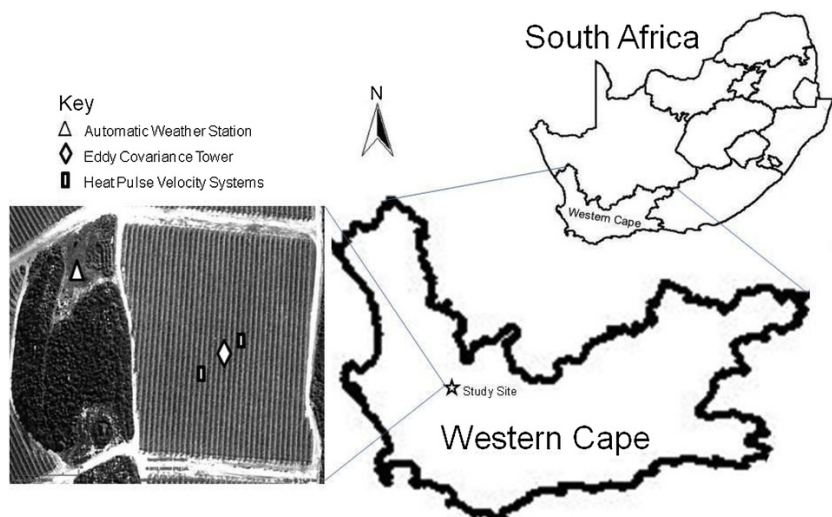 South Africa
N
Key
Automatic Weather Station
Eddy Covariance Tower
Heat Pulse Velocity Systems
Western Cape
Study Site
Western Cape